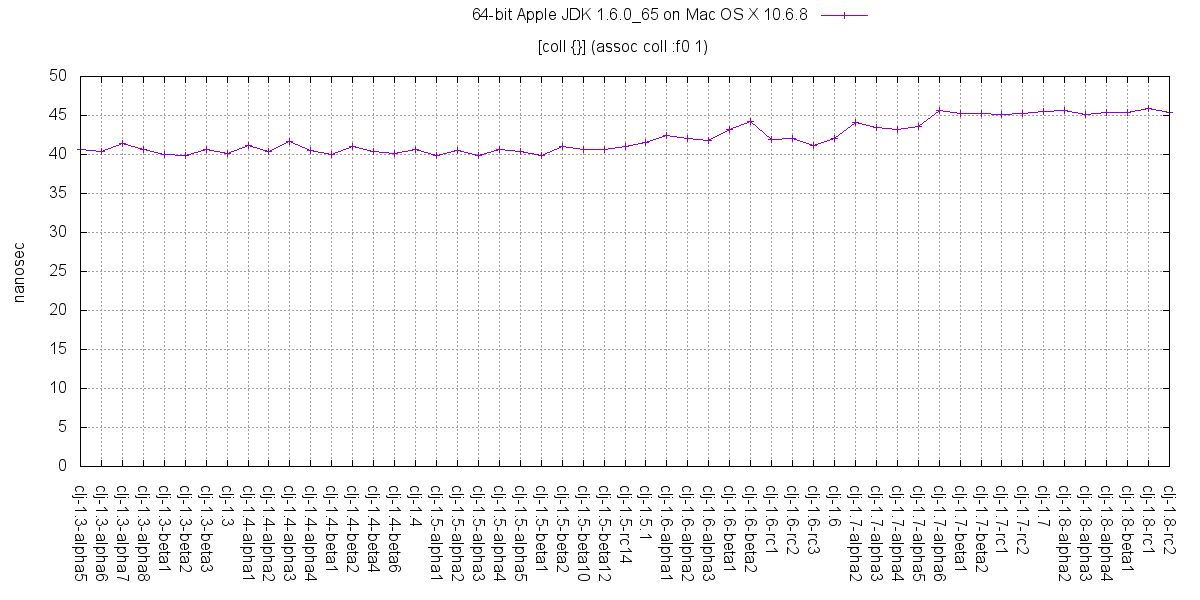 64-bit Apple JDK 1.6.0_65 on Mac OS X 10.6.8
[coll {}] (assoc coll :f0 1)
50
45
40
35
30
25
20
15
10
5
0
nanosec
clj-1.3-alpha5
clj-1.3-alpha6
clj-1.3-alpha7
clj-1.3-alpha8
clj-1.3-beta1
clj-1.3-beta2
clj-1.3-beta3
clj-1.3
clj-1.4-alpha1
clj-1.4-alpha2
clj-1.4-alpha3
clj-1.4-alpha4
clj-1.4-beta1
clj-1.4-beta2
clj-1.4-beta4
clj-1.4-beta6
clj-1.4
clj-1.5-alpha1
clj-1.5-alpha2
clj-1.5-alpha3
clj-1.5-alpha4
clj-1.5-alpha5
clj-1.5-beta1
clj-1.5-beta2
clj-1.5-beta10
clj-1.5-beta12
clj-1.5-rc14
clj-1.5.1
clj-1.6-alpha1
clj-1.6-alpha2
clj-1.6-alpha3
clj-1.6-beta1
clj-1.6-beta2
clj-1.6-rc1
clj-1.6-rc2
clj-1.6-rc3
clj-1.6
clj-1.7-alpha2
clj-1.7-alpha3
clj-1.7-alpha4
clj-1.7-alpha5
clj-1.7-alpha6
clj-1.7-beta1
clj-1.7-beta2
clj-1.7-rc1
clj-1.7-rc2
clj-1.7
clj-1.8-alpha2
clj-1.8-alpha3
clj-1.8-alpha4
clj-1.8-beta1
clj-1.8-rc1
clj-1.8-rc2